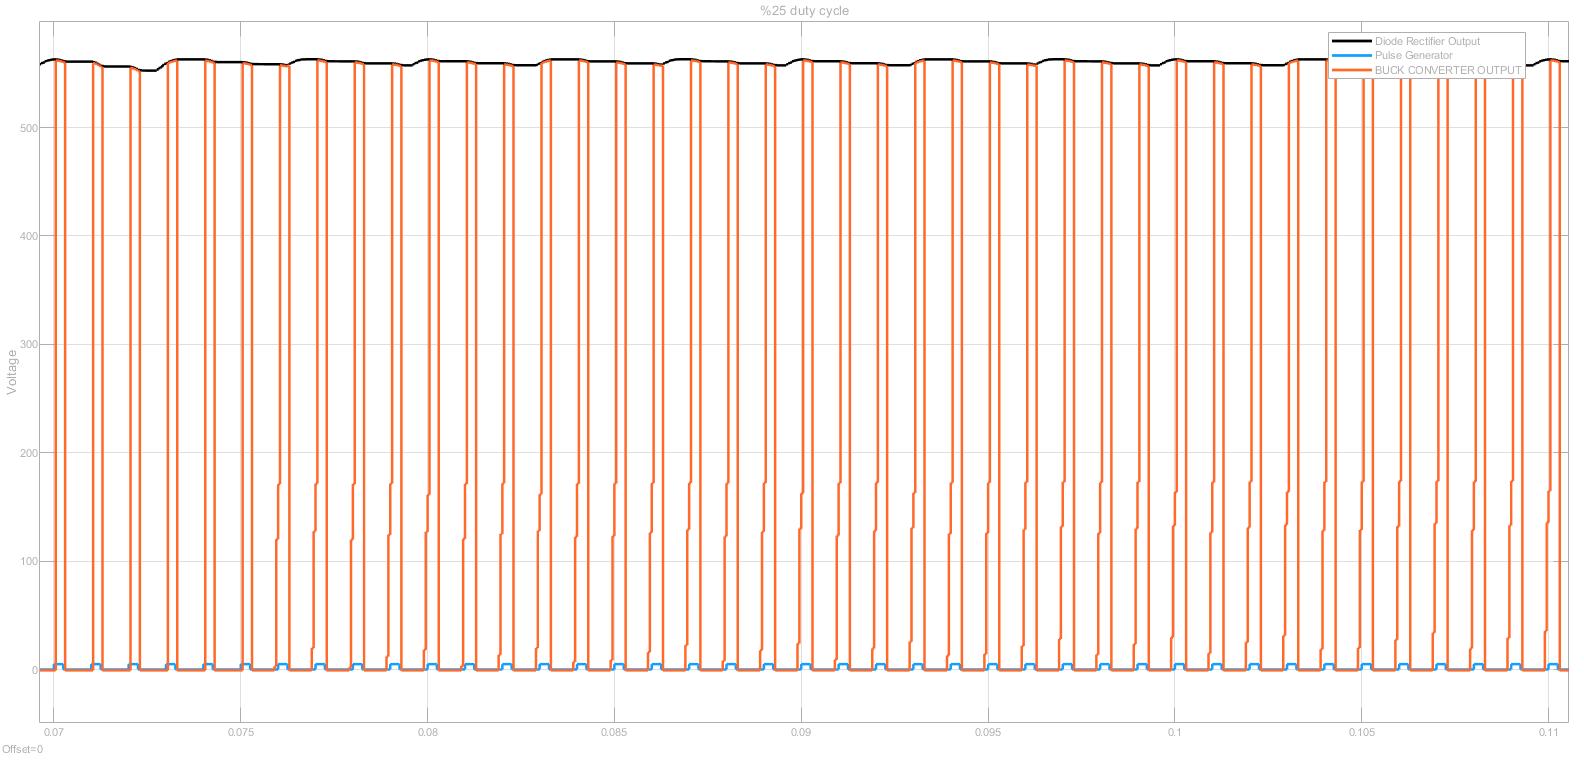 %25 duty cycle
Diode Rectifier Output
Pulse Generator
BUCK CONVERTER OUTPUT
Voltage
500
400
300
200
100
0
0.07
0.075
0.08
0.085
0.09
0.095
0.1
0.105
0.11
Offset=0